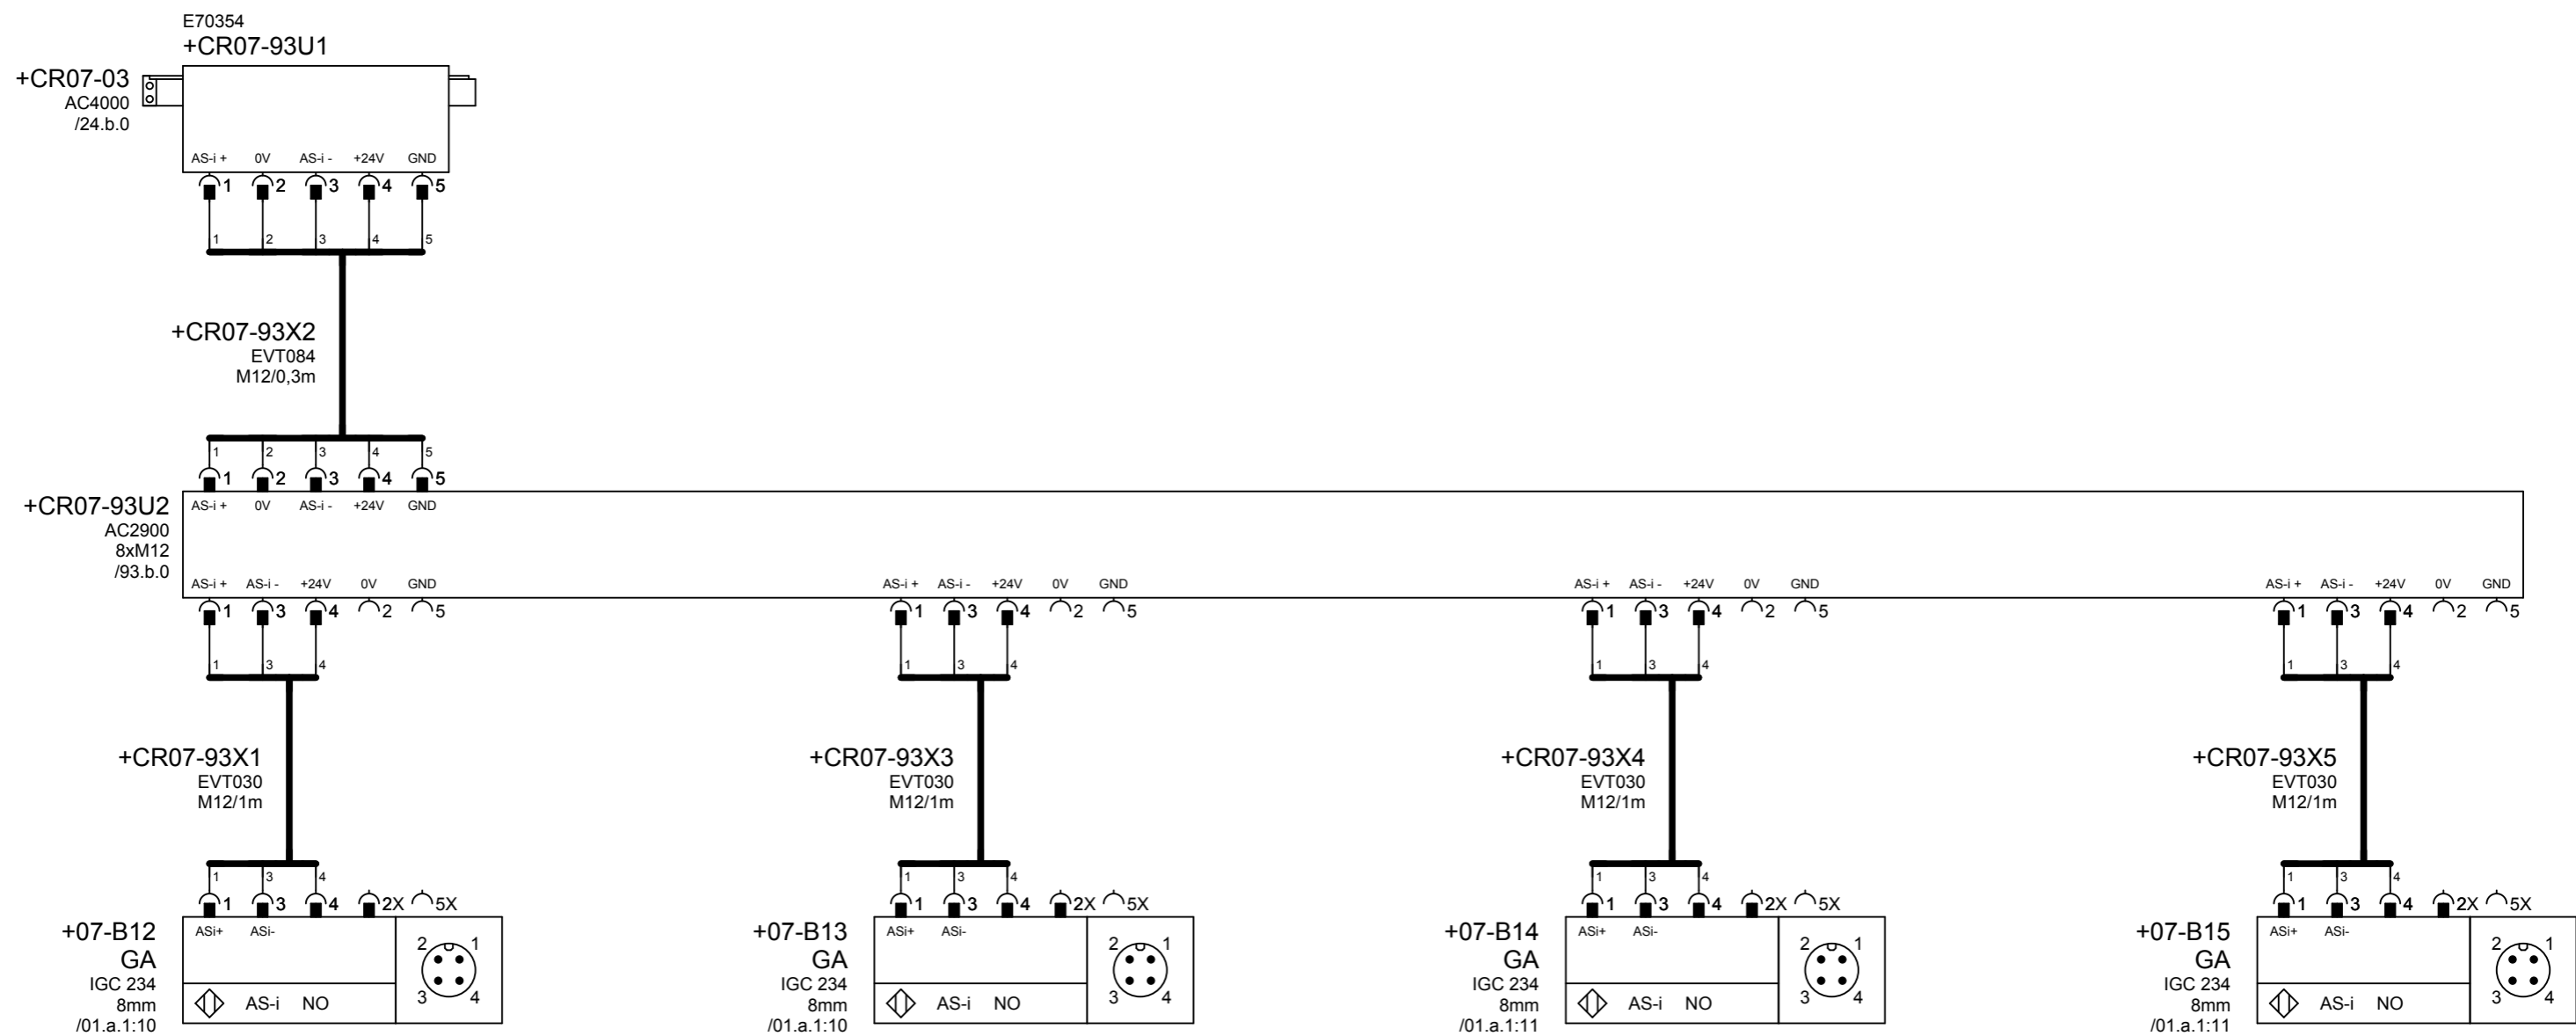 E70354
+CR07-93U1
+CR07-03
AC4000
/24.b.0
AS-i + 0V AS-i - +24V GND
1 2 3 4 5
1 2 3 4 5
+CR07-93X2
EVT084
M12/0,3m
1 2 3 4 5
1 2 3 4 5
+CR07-93U2
AC2900
8xM12
/93.b.0
AS-i + 0V AS-i - +24V GND
AS-i + AS-i - +24V 0V GND AS-i + AS-i - +24V 0V GND AS-i + AS-i - +24V 0V GND AS-i + AS-i - +24V 0V GND
1 3 4 2 5 1 3 4 2 5 1 3 4 2 5 1 3 4 2 5
1 3 4 1 3 4 1 3 4 1 3 4
+CR07-93X1 +CR07-93X3 +CR07-93X4 +CR07-93X5
EVT030 EVT030 EVT030 EVT030
M12/1m M12/1m M12/1m M12/1m
1 3 4 1 3 4 1 3 4 1 3 4
1 3 4 2X 5X 1 3 4 2X 5X 1 3 4 2X 5X 1 3 4 2X 5X
+07-B12 ASi+ ASi- +07-B13 ASi+ ASi- +07-B14 ASi+ ASi- +07-B15 ASi+ ASi-
2 1 2 1 2 1 2 1
GA GA GA GA
IGC 234 IGC 234 IGC 234 IGC 234
3 4 3 4 3 4 3 4
8mm AS-i NO 8mm AS-i NO 8mm AS-i NO 8mm AS-i NO
/01.a.1:10 /01.a.1:10 /01.a.1:11 /01.a.1:11